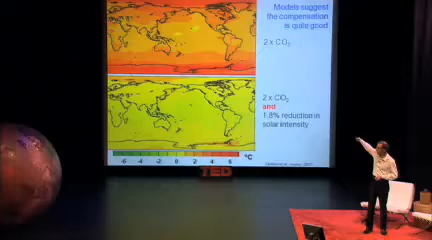 Models suggest
the compensation
is quite good
2 x CO2
2 x CO2
and
1.8% reduction in
solar intensity
-6 -4 -2 0 2 4 6 °C
TED